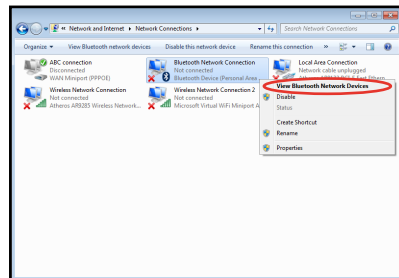 « Network and Internet ▸ Network Connections ▸
Search Network Connections
Organize ▾ View Bluetooth network devices Disable this network device Rename this connection »
ABC connection
Disconnected
WAN Miniport (PPPOE)
Bluetooth Network Connection
Not connected
Bluetooth Device (Personal Area ...
Local Area Connection
Network cable unplugged
Wireless Network Connection
Not connected
Atheros AR9285 Wireless Network...
Wireless Network Connection 2
Not connected
Microsoft Virtual WiFi Miniport A...
View Bluetooth Network Devices
Disable
Status
Create Shortcut
Rename
Properties